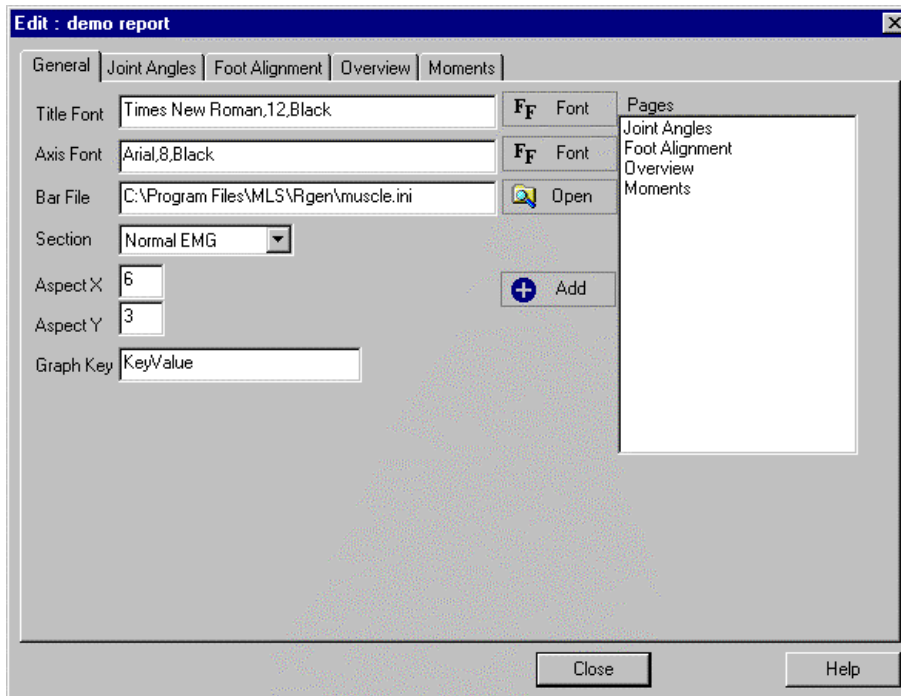 Edit : demo report
General Joint Angles Foot Alignment Overview Moments
Title Font Times New Roman,12,Black FF Font
Axis Font Arial,8,Black FF Font
Bar File C:\Program Files\MLS\Rgen\muscle.ini Open
Section Normal EMG
Aspect X 6
Add
Aspect Y 3
Graph Key KeyValue
Pages
Joint Angles
Foot Alignment
Overview
Moments
Close Help